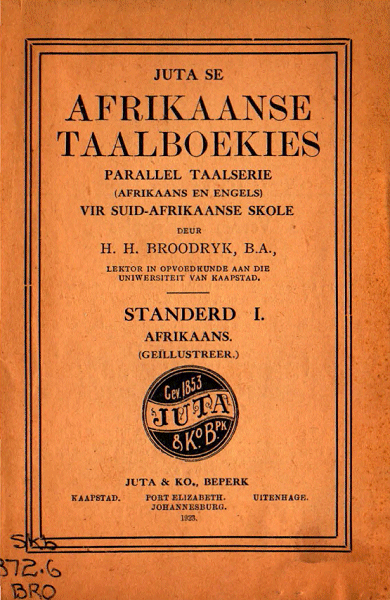 JUTA SE
AFRIKAANSE
TAALBOEKIES
PARALLEL TAALSERIE
(AFRIKAANS EN ENGELS)
VIR SUID-AFRIKAANSE SKOLE
DEUR
H. H. BROODRYK, B.A.,
LEKTOR IN OPVOEDKUNDE AAN DIE
UNIWERSITEIT VAN KAAPSTAD.
STANDERD I.
AFRIKAANS.
(GEÏLLUSTREER.)
Gev. 1853
JUTA
& Ko. BPK
JUTA & KO., BEPERK
KAAPSTAD. PORT ELIZABETH. UITENHAGE.
JOHANNESBURG.
1923.
372.6
BRO